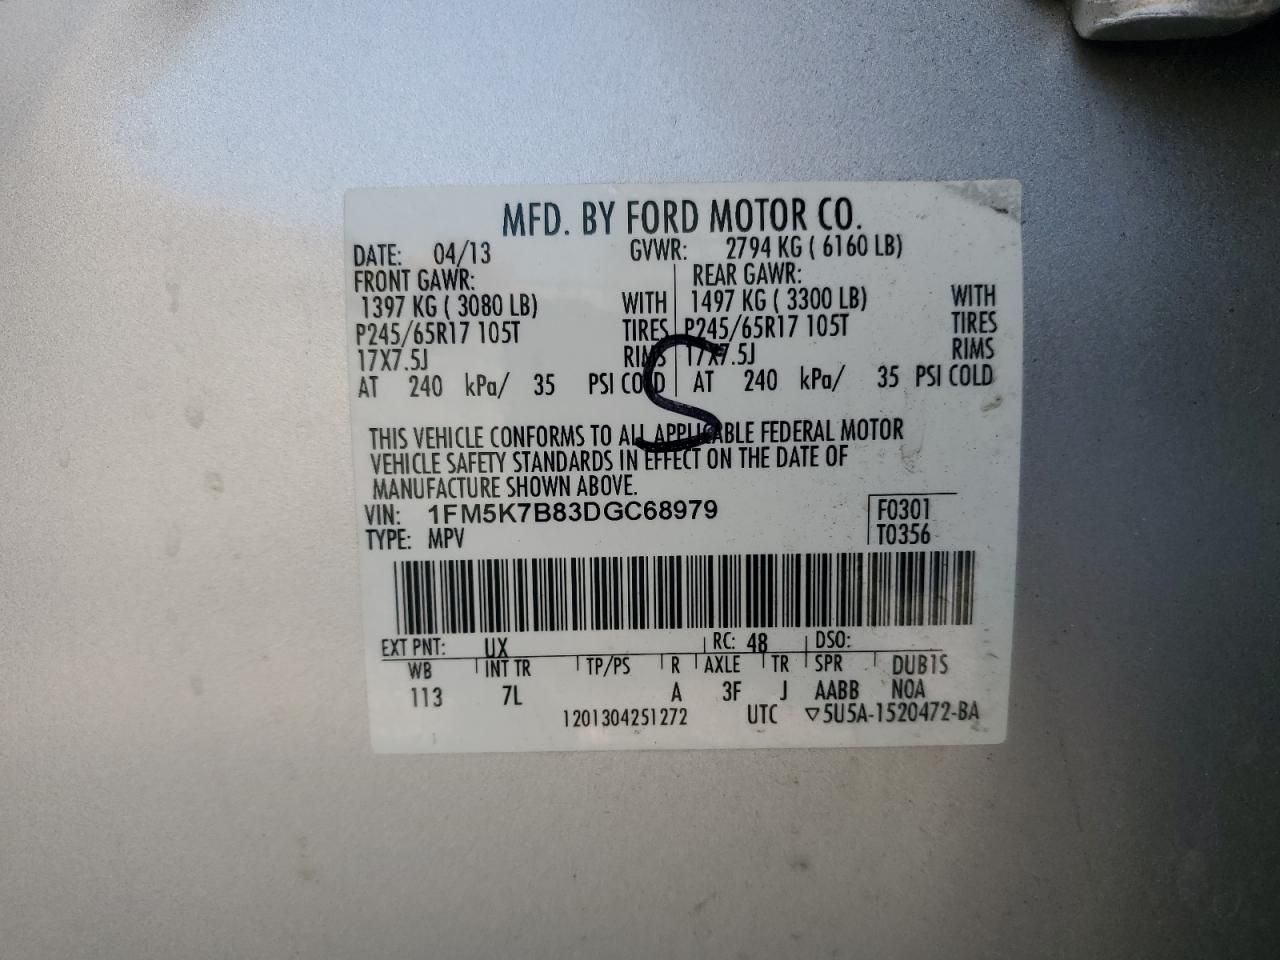 MFD. BY FORD MOTOR CO.
DATE: 04/13 GVWR: 2794 KG ( 6160 LB)
FRONT GAWR: REAR GAWR:
1397 KG ( 3080 LB) WITH 1497 KG ( 3300 LB) WITH
P245/65R17 105T TIRES P245/65R17 105T TIRES
17X7.5J RIMS 17X7.5J RIMS
AT 240 kPa/ 35 PSI COLD AT 240 kPa/ 35 PSI COLD
S
THIS VEHICLE CONFORMS TO ALL APPLICABLE FEDERAL MOTOR
VEHICLE SAFETY STANDARDS IN EFFECT ON THE DATE OF
MANUFACTURE SHOWN ABOVE.
VIN: 1FM5K7B83DGC68979 F0301
TYPE: MPV T0356
EXT PNT: UX RC: 48 DSO:
WB INT TR TP/PS R AXLE TR SPR DUB1S
113 7L A 3F J AABB NOA
1201304251272 UTC ▽5U5A-1520472-BA